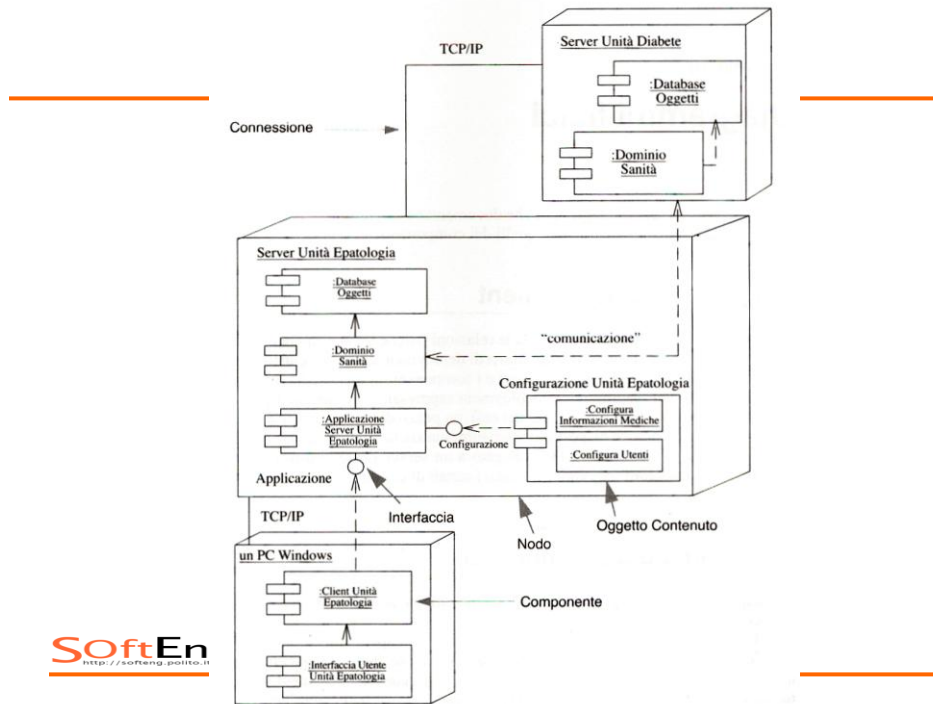 TCP/IP
Server Unità Diabete
:Database
Oggetti
Connessione
:Dominio
Sanità
Server Unità Epatologia
:Database
Oggetti
"comunicazione"
:Dominio
Sanità
Configurazione Unità Epatologia
:Configura
Informazioni Mediche
:Applicazione
Server Unità
Epatologia
Configurazione
:Configura Utenti
Applicazione
TCP/IP
Interfaccia
Oggetto Contenuto
Nodo
un PC Windows
:Client Unità
Epatologia
Componente
:Interfaccia Utente
Unità Epatologia
SOftEn
http://softeng.polito.it